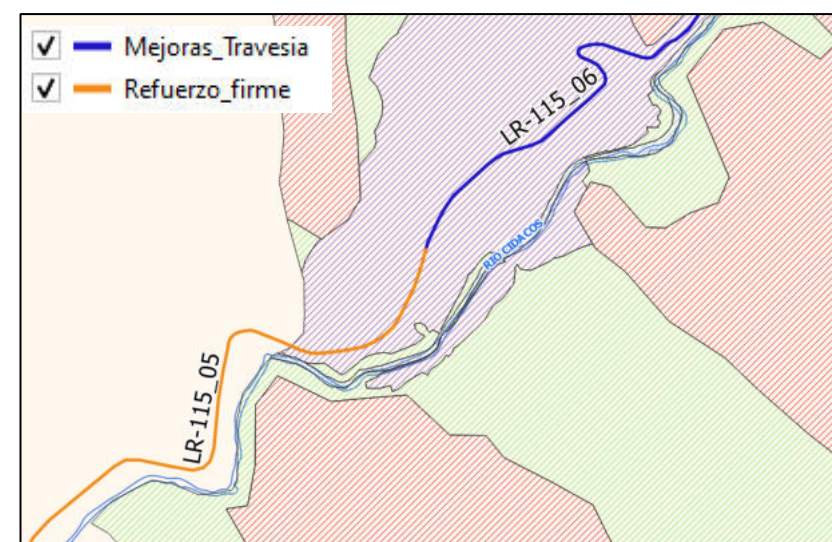 Mejoras_Travesia
Refuerzo_firme
LR-115_06
RIO CIDACOS
LR-115_05